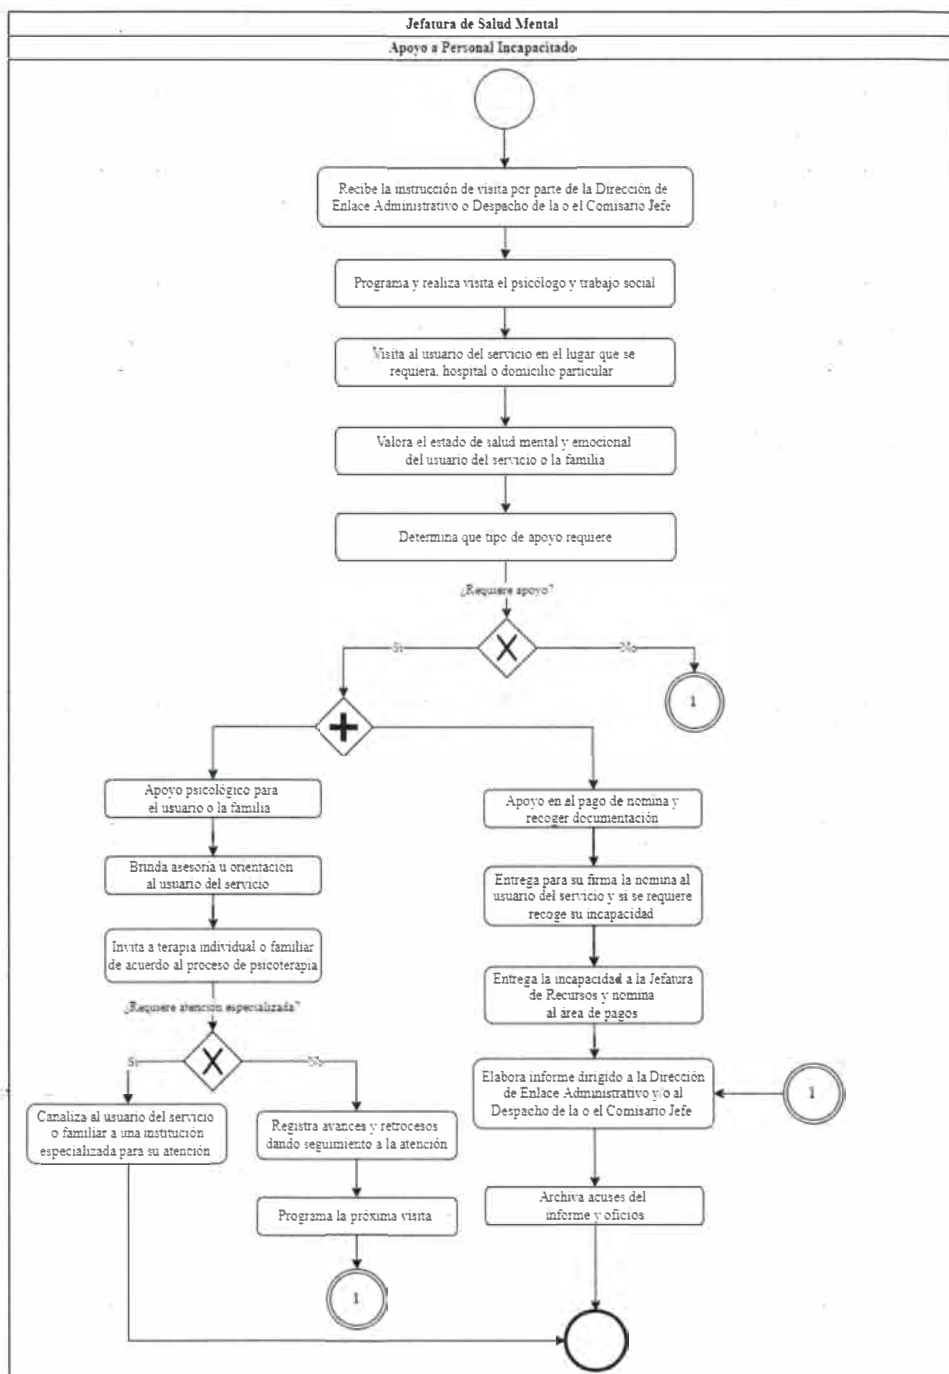 Jefatura de Salud Mental
Apoyo a Personal Incapacitado
Recibe la instrucción de visita por parte de la Dirección de
Enlace Administrativo o Despacho de la o el Comisario Jefe
Programa y realiza visita el psicólogo y trabajo social
Visita al usuario del servicio en el lugar que se
requiera, hospital o domicilio particular
Valora el estado de salud mental y emocional
del usuario del servicio o la familia
Determina que tipo de apoyo requiere
¿Requiere apoyo?
Si
No
1
Apoyo psicológico para
el usuario o la familia
Apoyo en el pago de nomina y
recoger documentación
Brinda asesoría u orientación
al usuario del servicio
Entrega para su firma la nomina al
usuario del servicio y si se requiere
recoge su incapacidad
Invita a terapia individual o familiar
de acuerdo al proceso de psicoterapia
Entrega la incapacidad a la Jefatura
de Recursos y nomina
al área de pagos
¿Requiere atención especializada?
Si
No
Elabora informe dirigido a la Dirección
de Enlace Administrativo y/o al
Despacho de la o el Comisario Jefe
1
Canaliza al usuario del servicio
o familiar a una institución
especializada para su atención
Registra avances y retrocesos
dando seguimiento a la atención
Programa la próxima visita
Archiva acuses del
informe y oficios
1